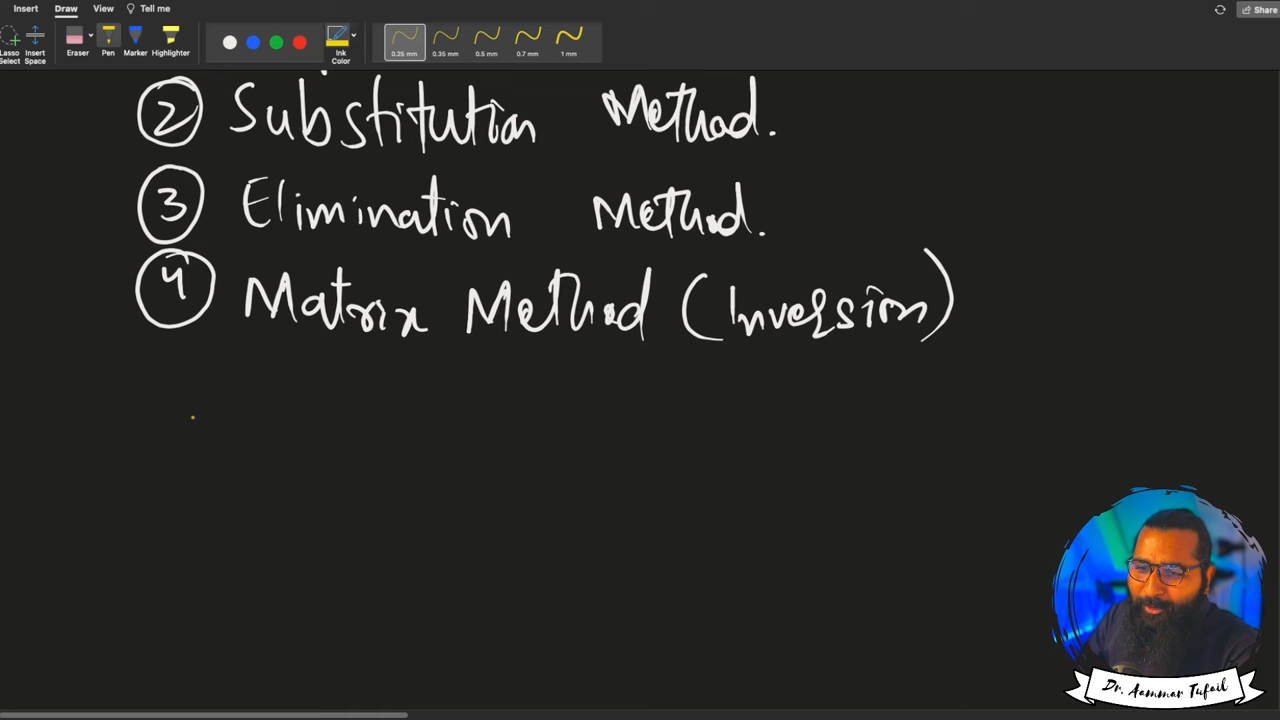 Insert Draw View Tell me Share
Lasso Select Insert Space Eraser Pen Marker Highlighter Ink Color 0.25 mm 0.35 mm 0.5 mm 0.7 mm 1 mm
② Substitution Method.
③ Elimination Method.
④ Matrix Method (Inversion)
Dr. Aammar Tufail